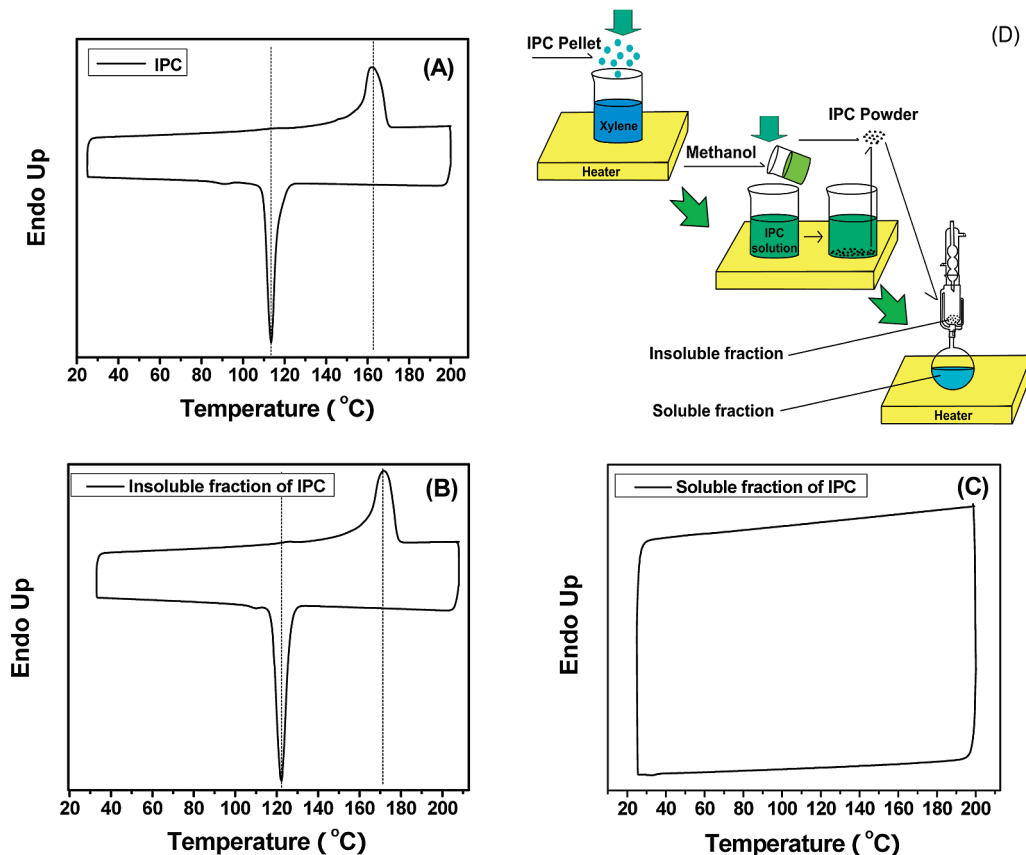 IPC
(A)
Endo Up
20 40 60 80 100 120 140 160 180 200
Temperature ( °C)
(D)
IPC Pellet
Xylene
Heater
Methanol
IPC Powder
IPC
solution
Insoluble fraction
Soluble fraction
Heater
Insoluble fraction of IPC
(B)
Endo Up
20 40 60 80 100 120 140 160 180 200
Temperature ( °C)
Soluble fraction of IPC
(C)
Endo Up
20 40 60 80 100 120 140 160 180 200
Temperature ( °C)